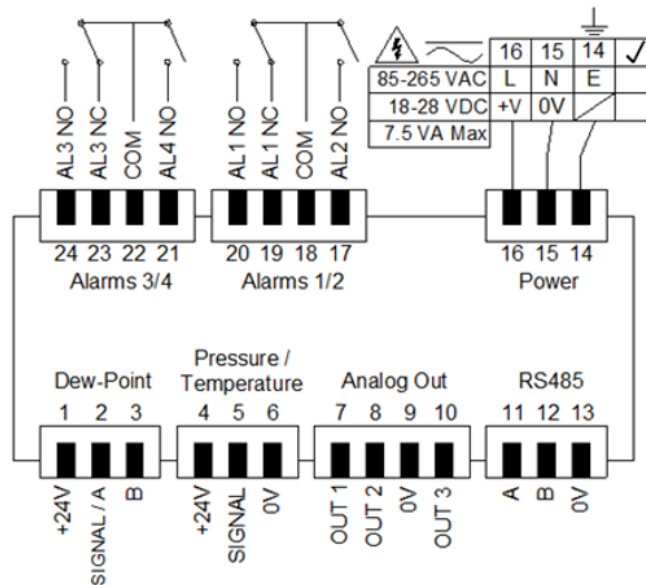 16 15 14 ✓
85-265 VAC L N E
18-28 VDC +V 0V
7.5 VA Max
AL3 NO
AL3 NC
COM
AL4 NO
AL1 NO
AL1 NC
COM
AL2 NO
24 23 22 21
Alarms 3/4
20 19 18 17
Alarms 1/2
16 15 14
Power
Dew-Point
1 2 3
+24V
SIGNAL / A
B
Pressure /
Temperature
4 5 6
+24V
SIGNAL
0V
Analog Out
7 8 9 10
OUT 1
OUT 2
0V
OUT 3
RS485
11 12 13
A
B
0V